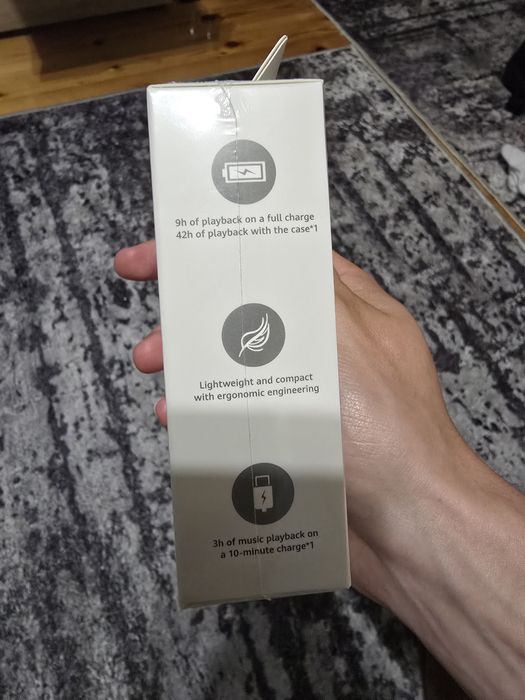 9h of playback on a full charge
42h of playback with the case*1
Lightweight and compact
with ergonomic engineering
3h of music playback on
a 10-minute charge*1